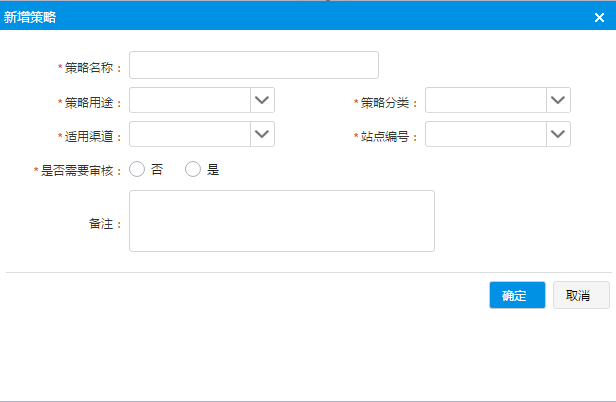 新增策略
*策略名称：
*策略用途： *策略分类：
*适用渠道： *站点编号：
*是否需要审核： 否 是
备注：
确定 取消